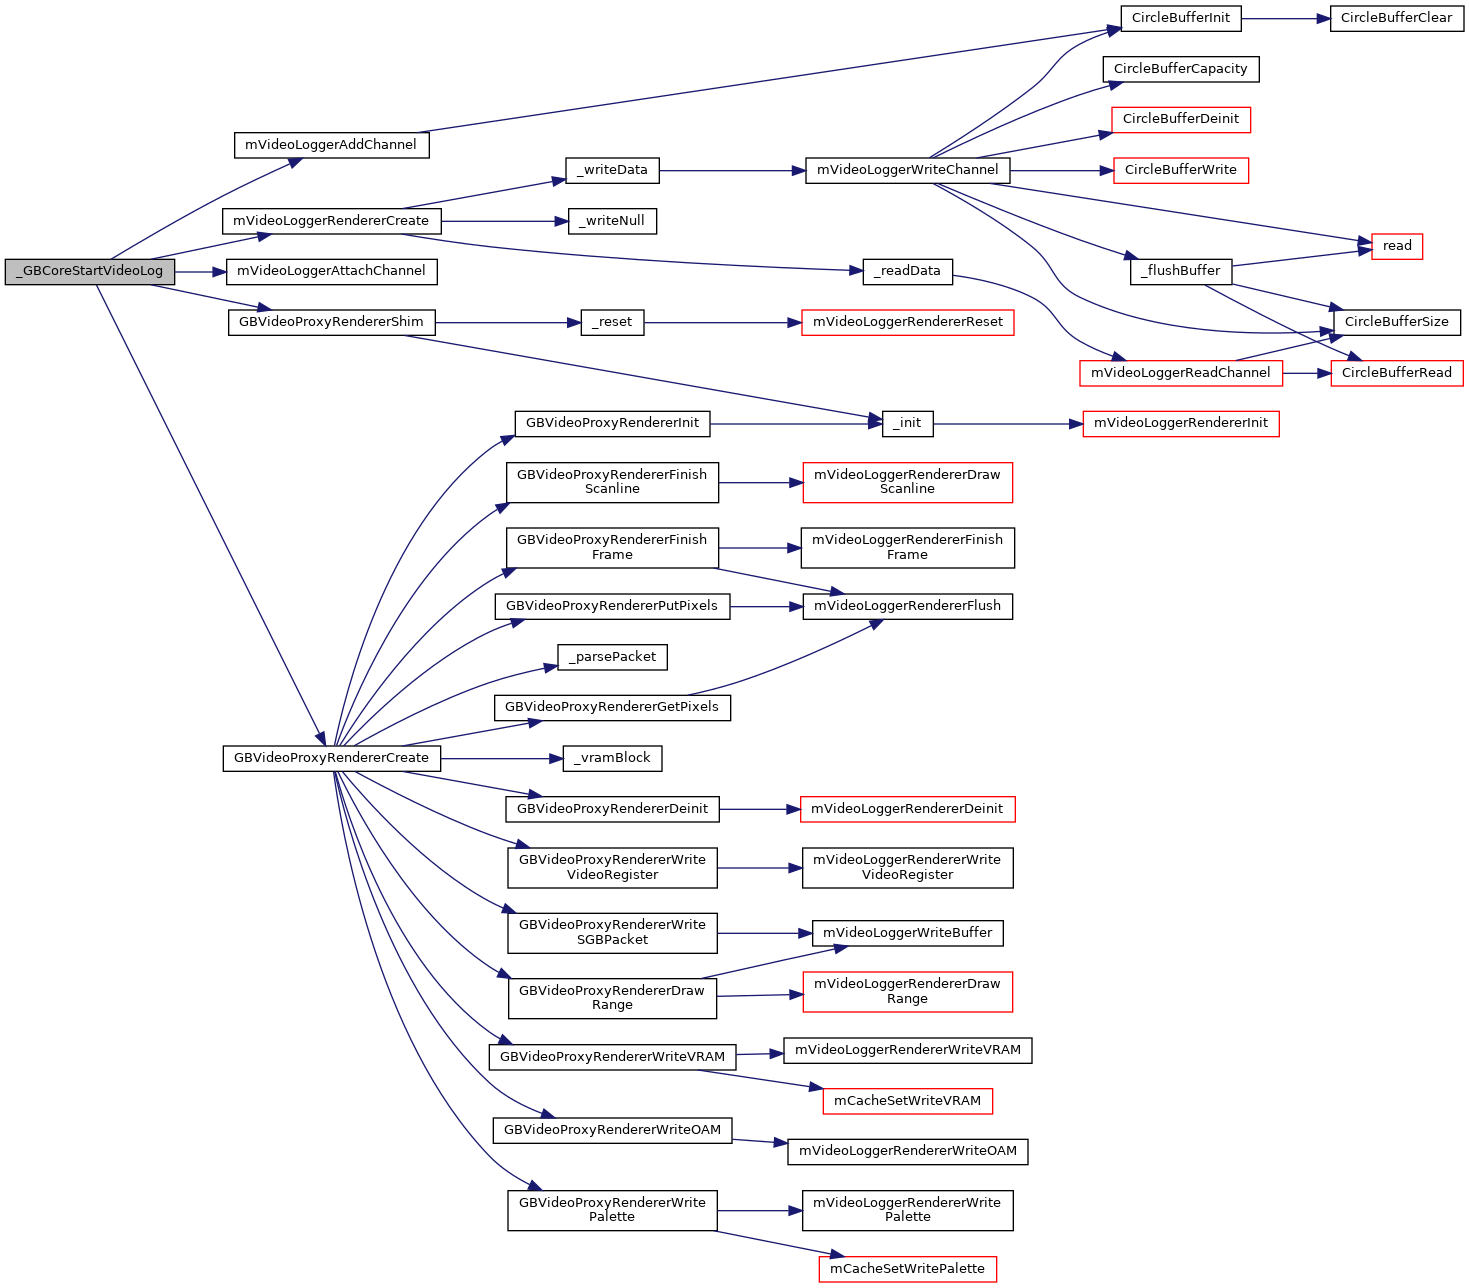 CircleBufferInit
CircleBufferClear
CircleBufferCapacity
CircleBufferDeinit
mVideoLoggerAddChannel
_writeData
mVideoLoggerWriteChannel
CircleBufferWrite
mVideoLoggerRendererCreate
_writeNull
read
_GBCoreStartVideoLog
mVideoLoggerAttachChannel
_readData
_flushBuffer
GBVideoProxyRendererShim
_reset
mVideoLoggerRendererReset
CircleBufferSize
mVideoLoggerReadChannel
CircleBufferRead
GBVideoProxyRendererInit
_init
mVideoLoggerRendererInit
GBVideoProxyRendererFinish
Scanline
mVideoLoggerRendererDraw
Scanline
GBVideoProxyRendererFinish
Frame
mVideoLoggerRendererFinish
Frame
GBVideoProxyRendererPutPixels
mVideoLoggerRendererFlush
_parsePacket
GBVideoProxyRendererGetPixels
GBVideoProxyRendererCreate
_vramBlock
GBVideoProxyRendererDeinit
mVideoLoggerRendererDeinit
GBVideoProxyRendererWrite
VideoRegister
mVideoLoggerRendererWrite
VideoRegister
GBVideoProxyRendererWrite
SGBPacket
mVideoLoggerWriteBuffer
GBVideoProxyRendererDraw
Range
mVideoLoggerRendererDraw
Range
GBVideoProxyRendererWriteVRAM
mVideoLoggerRendererWriteVRAM
mCacheSetWriteVRAM
GBVideoProxyRendererWriteOAM
mVideoLoggerRendererWriteOAM
GBVideoProxyRendererWrite
Palette
mVideoLoggerRendererWrite
Palette
mCacheSetWritePalette